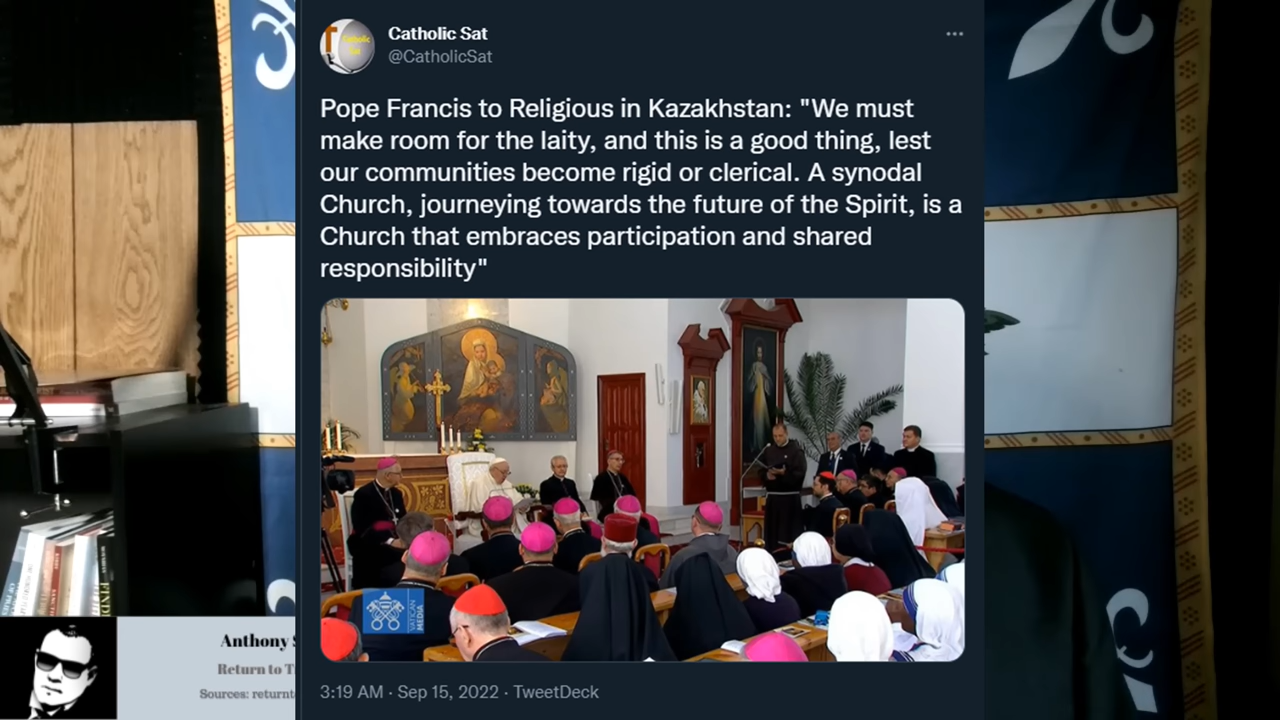 Catholic Sat
@CatholicSat
Pope Francis to Religious in Kazakhstan: "We must
make room for the laity, and this is a good thing, lest
our communities become rigid or clerical. A synodal
Church, journeying towards the future of the Spirit, is a
Church that embraces participation and shared
responsibility"
VATICAN
MEDIA
3:19 AM · Sep 15, 2022 · TweetDeck
Anthony S
Return to T
Sources: returnt